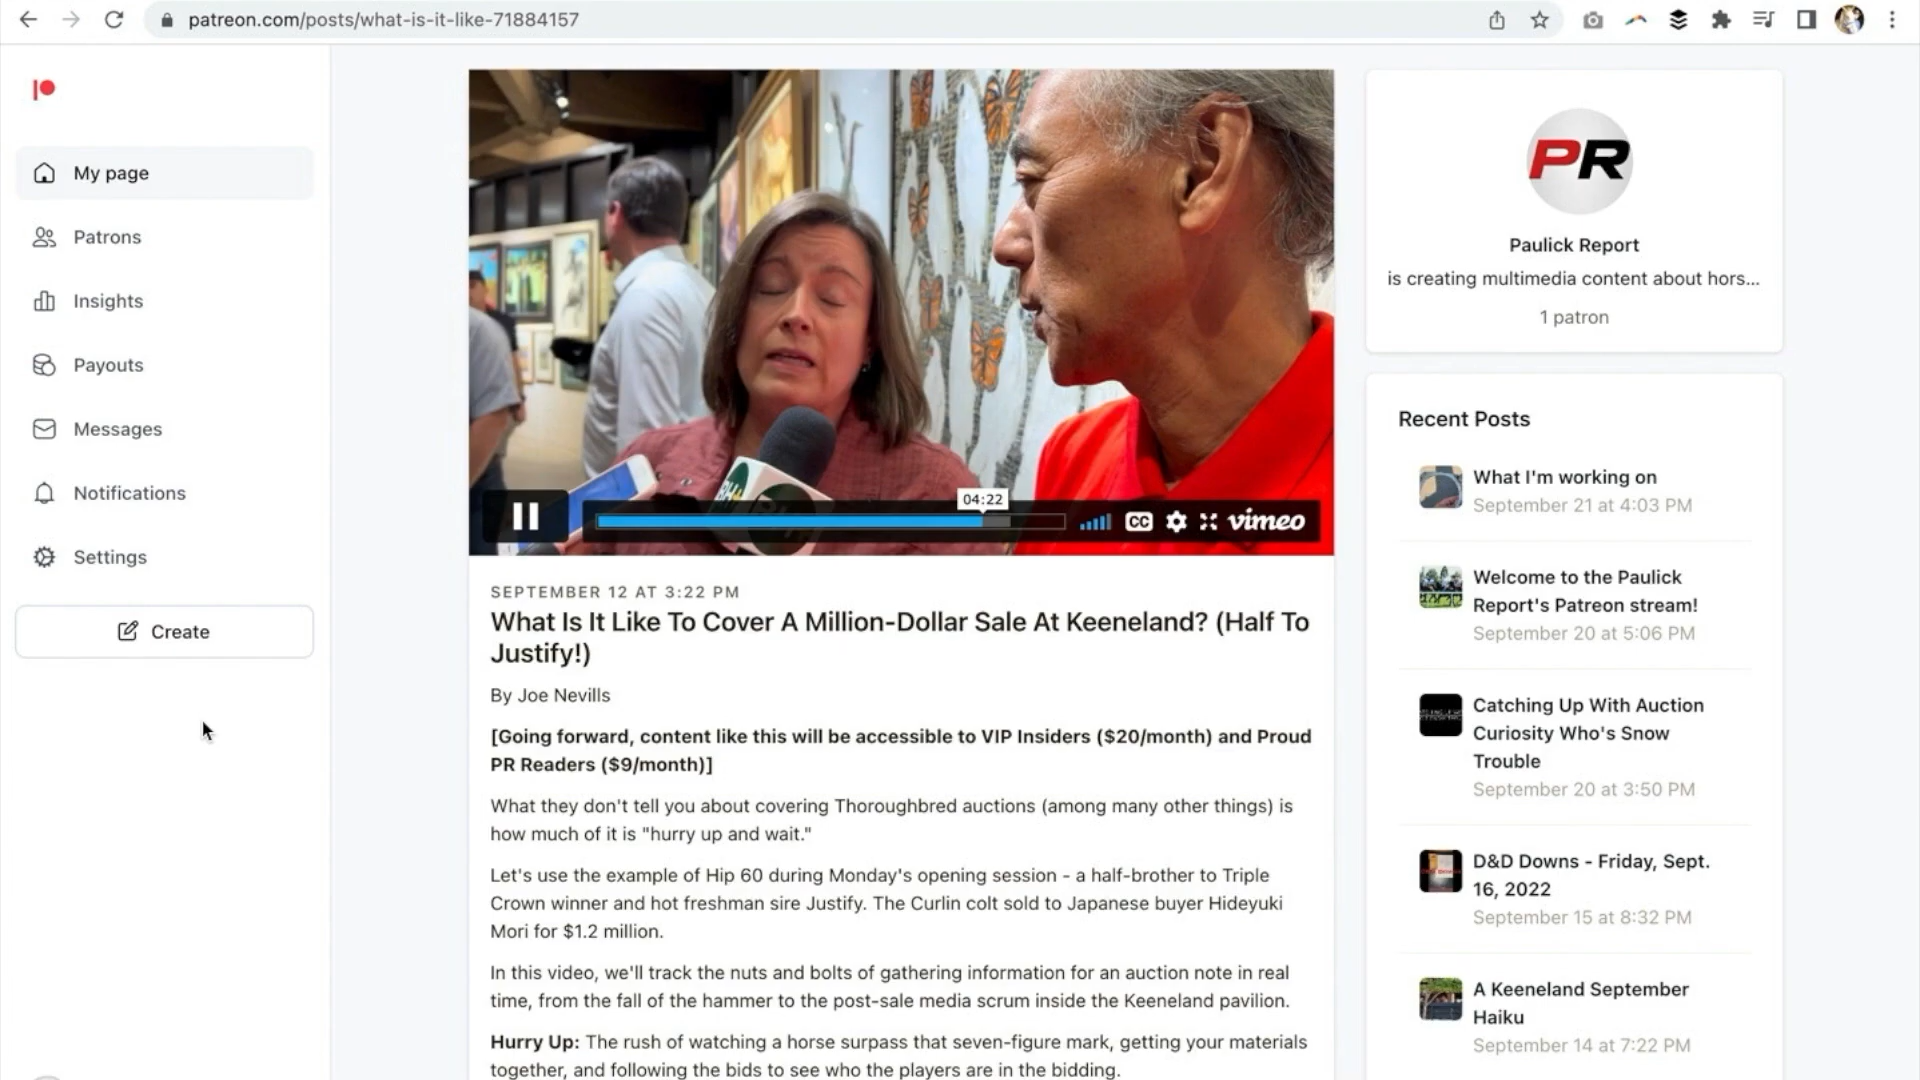 patreon.com/posts/what-is-it-like-71884157
My page
Patrons
Insights
Payouts
Messages
Notifications
Settings
Create
BH+
04:22
CC
vimeo
SEPTEMBER 12 AT 3:22 PM
What Is It Like To Cover A Million-Dollar Sale At Keeneland? (Half To
Justify!)
By Joe Nevills
[Going forward, content like this will be accessible to VIP Insiders ($20/month) and Proud
PR Readers ($9/month)]
What they don't tell you about covering Thoroughbred auctions (among many other things) is
how much of it is "hurry up and wait."
Let's use the example of Hip 60 during Monday's opening session - a half-brother to Triple
Crown winner and hot freshman sire Justify. The Curlin colt sold to Japanese buyer Hideyuki
Mori for $1.2 million.
In this video, we'll track the nuts and bolts of gathering information for an auction note in real
time, from the fall of the hammer to the post-sale media scrum inside the Keeneland pavilion.
Hurry Up: The rush of watching a horse surpass that seven-figure mark, getting your materials
together, and following the bids to see who the players are in the bidding.
PR
Paulick Report
is creating multimedia content about hors...
1 patron
Recent Posts
What I'm working on
September 21 at 4:03 PM
Welcome to the Paulick
Report's Patreon stream!
September 20 at 5:06 PM
Catching Up With Auction
Curiosity Who's Snow
Trouble
September 20 at 3:50 PM
D&D Downs - Friday, Sept.
16, 2022
September 15 at 8:32 PM
A Keeneland September
Haiku
September 14 at 7:22 PM